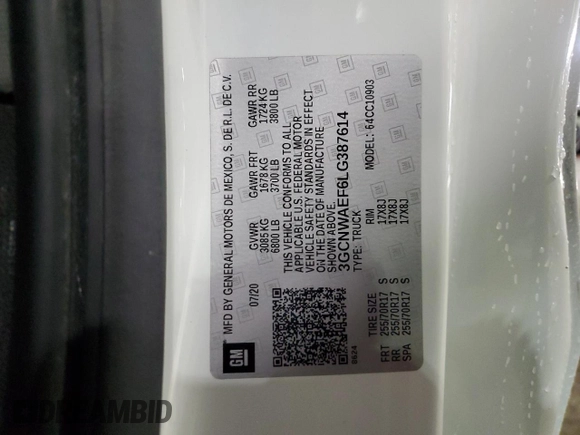 MFD BY GENERAL MOTORS DE MEXICO, S. DE R.L. DE C.V.
07/20 GVWR GAWR FRT GAWR RR
3085 KG 1678 KG 1724 KG
6800 LB 3700 LB 3800 LB
THIS VEHICLE CONFORMS TO ALL
APPLICABLE U.S. FEDERAL MOTOR
VEHICLE SAFETY STANDARDS IN EFFECT
ON THE DATE OF MANUFACTURE
SHOWN ABOVE.
3GCNWAEF6LG387614
TYPE: TRUCK MODEL: 64CC10903
TIRE SIZE RIM
FRT 255/70R17 S 17X8J
RR 255/70R17 S 17X8J
SPA 255/70R17 S 17X8J
GM
8624
IDREAMBID